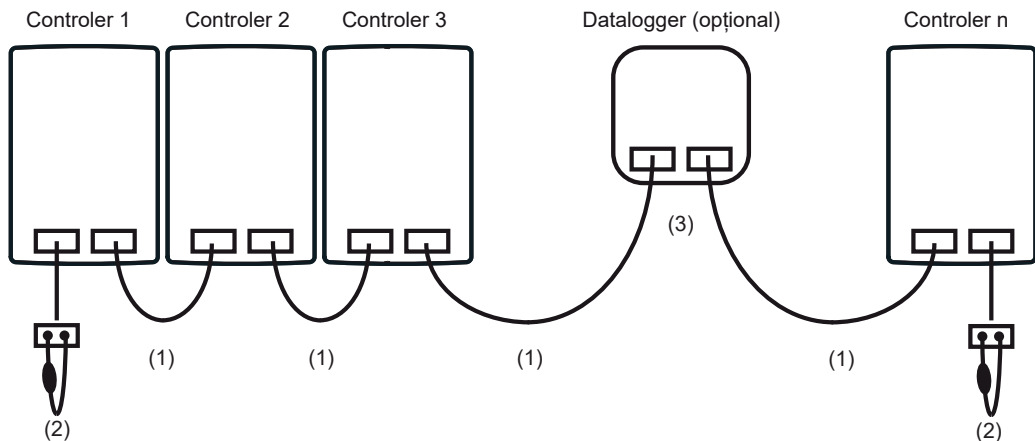 Controler 1 Controler 2 Controler 3 Datalogger (opțional) Controler n
(3)
(1) (1) (1) (1)
(2) (2)